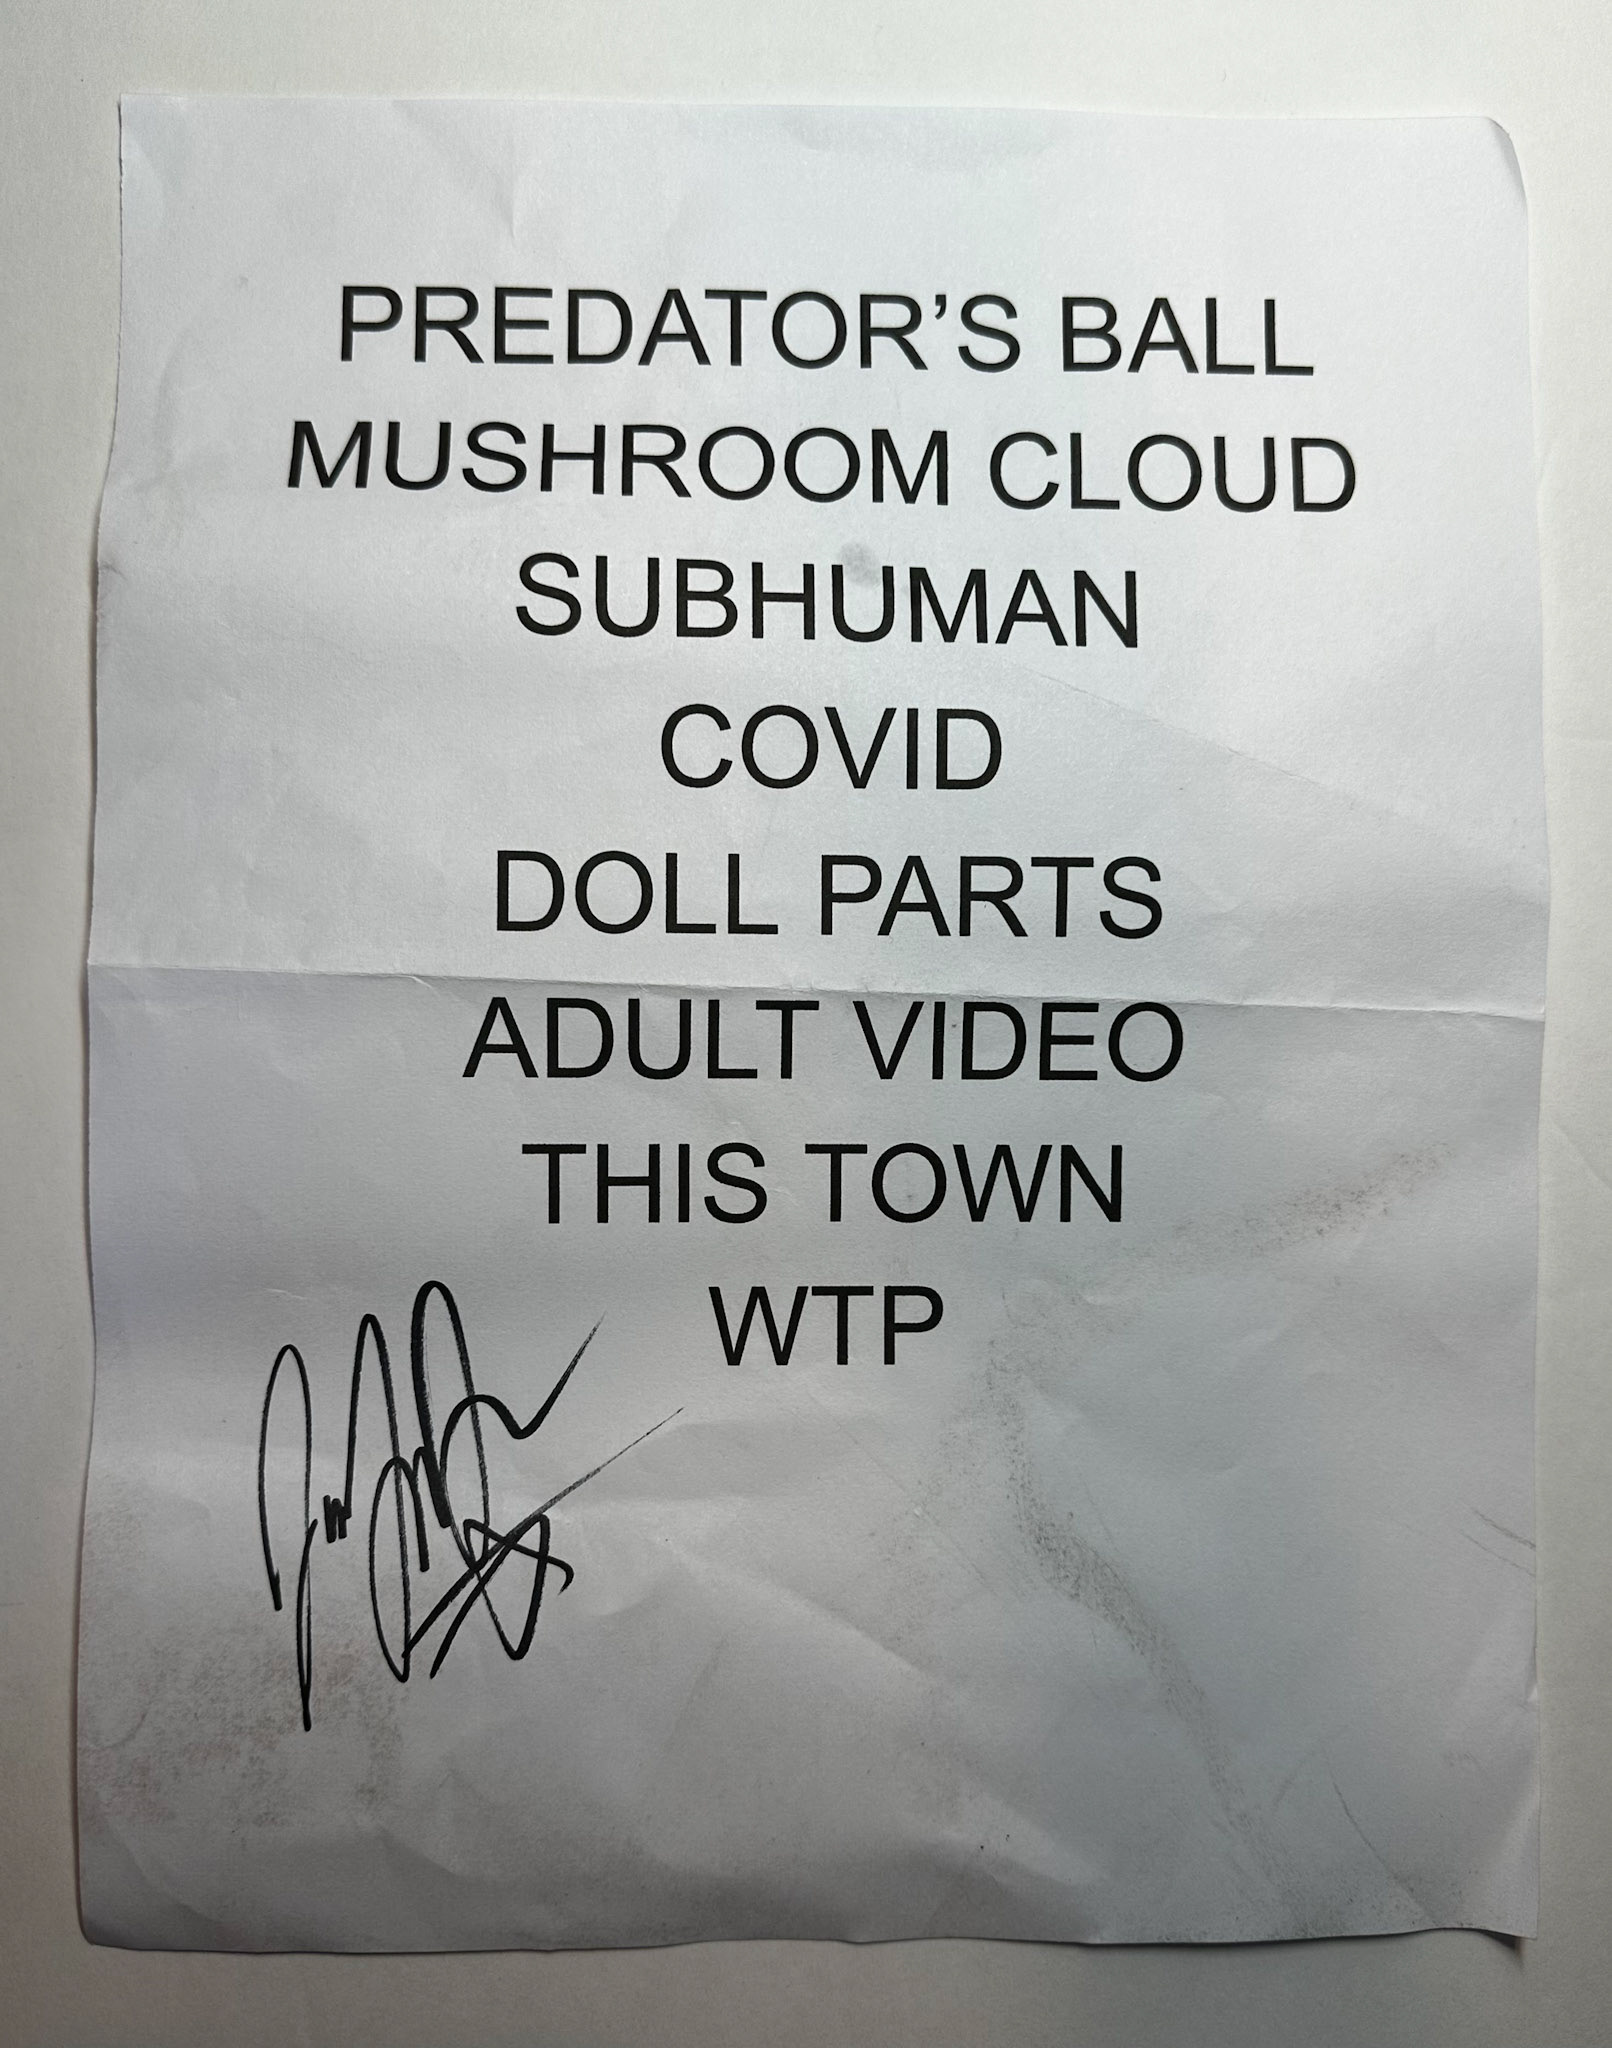 PREDATOR’S BALL
MUSHROOM CLOUD
SUBHUMAN
COVID
DOLL PARTS
ADULT VIDEO
THIS TOWN
WTP